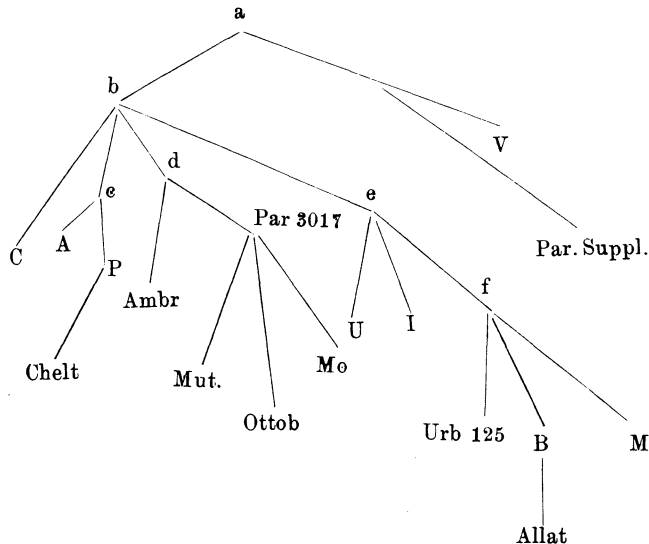 a
b
V
d
c
e
Par 3017
A
Par. Suppl.
C
P
f
Ambr
U
I
Mo
Chelt
Mut.
Ottob
Urb 125
B
M
Allat